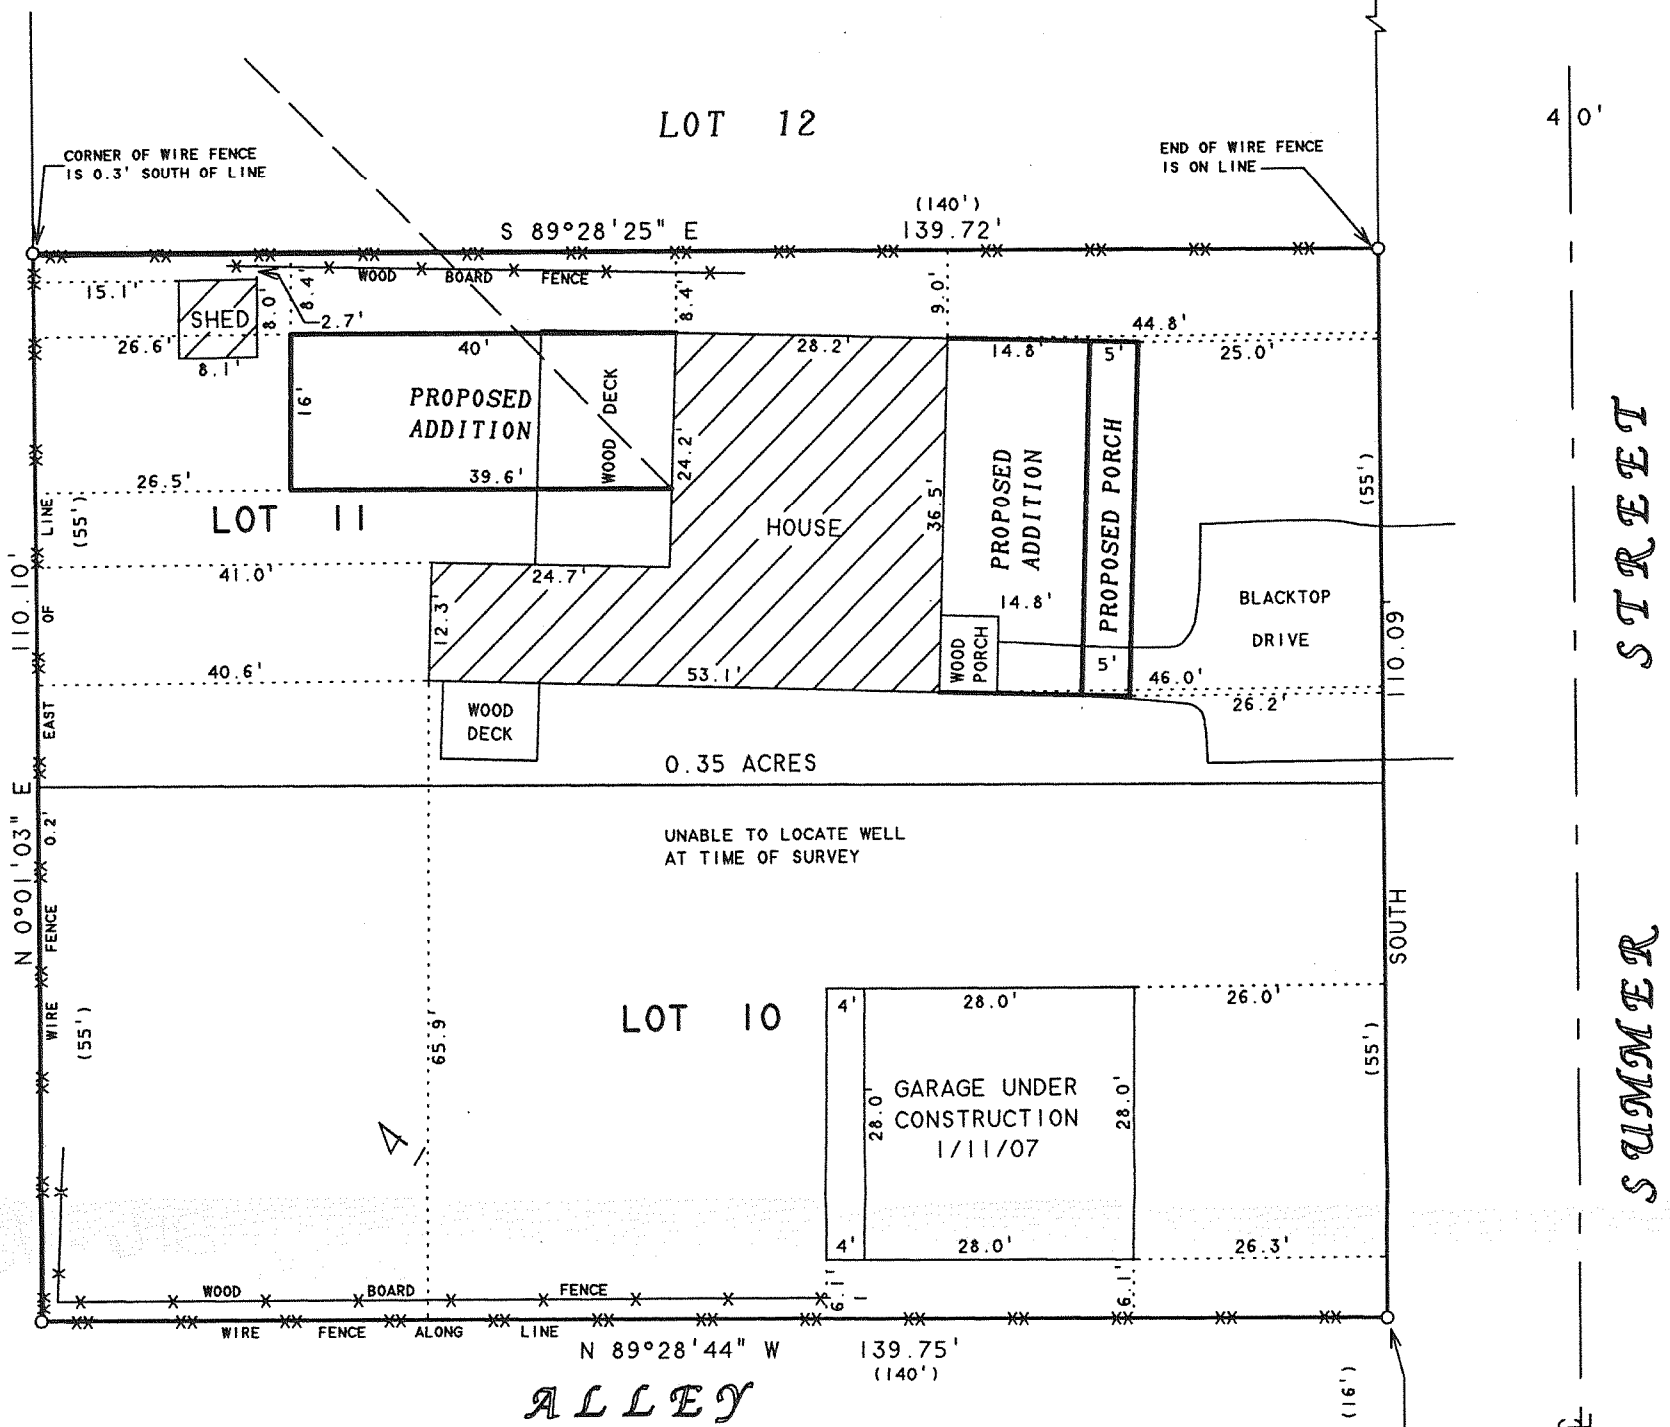 LOT 12
40'
CORNER OF WIRE FENCE
IS 0.3' SOUTH OF LINE
END OF WIRE FENCE
IS ON LINE
(140')
S 89°28'25" E
139.72'
WOOD BOARD FENCE
15.1'
SHED
8.0'
8.4'
2.7'
8.4'
9.0'
44.8'
26.6'
8.1'
40'
28.2'
14.8'
5'
25.0'
16'
PROPOSED
ADDITION
WOOD DECK
24.2'
26.5'
39.6'
LOT 11
(55')
HOUSE
36.5'
PROPOSED
ADDITION
PROPOSED PORCH
(55')
41.0'
24.7'
12.3'
14.8'
BLACKTOP
DRIVE
WOOD
PORCH
5'
40.6'
53.1'
46.0'
26.2'
WOOD
DECK
0.35 ACRES
N 0°01'03" E 110.10'
WIRE FENCE 0.2' EAST OF LINE
UNABLE TO LOCATE WELL
AT TIME OF SURVEY
SOUTH 110.09'
SUMMER STREET
LOT 10
(55')
65.9'
4'
28.0'
26.0'
(55')
28.0'
GARAGE UNDER
CONSTRUCTION
1/11/07
28.0'
4'
28.0'
26.3'
6.1'
6.1'
WOOD BOARD FENCE
WIRE FENCE ALONG LINE
N 89°28'44" W
139.75'
(140')
(16')
ALLEY